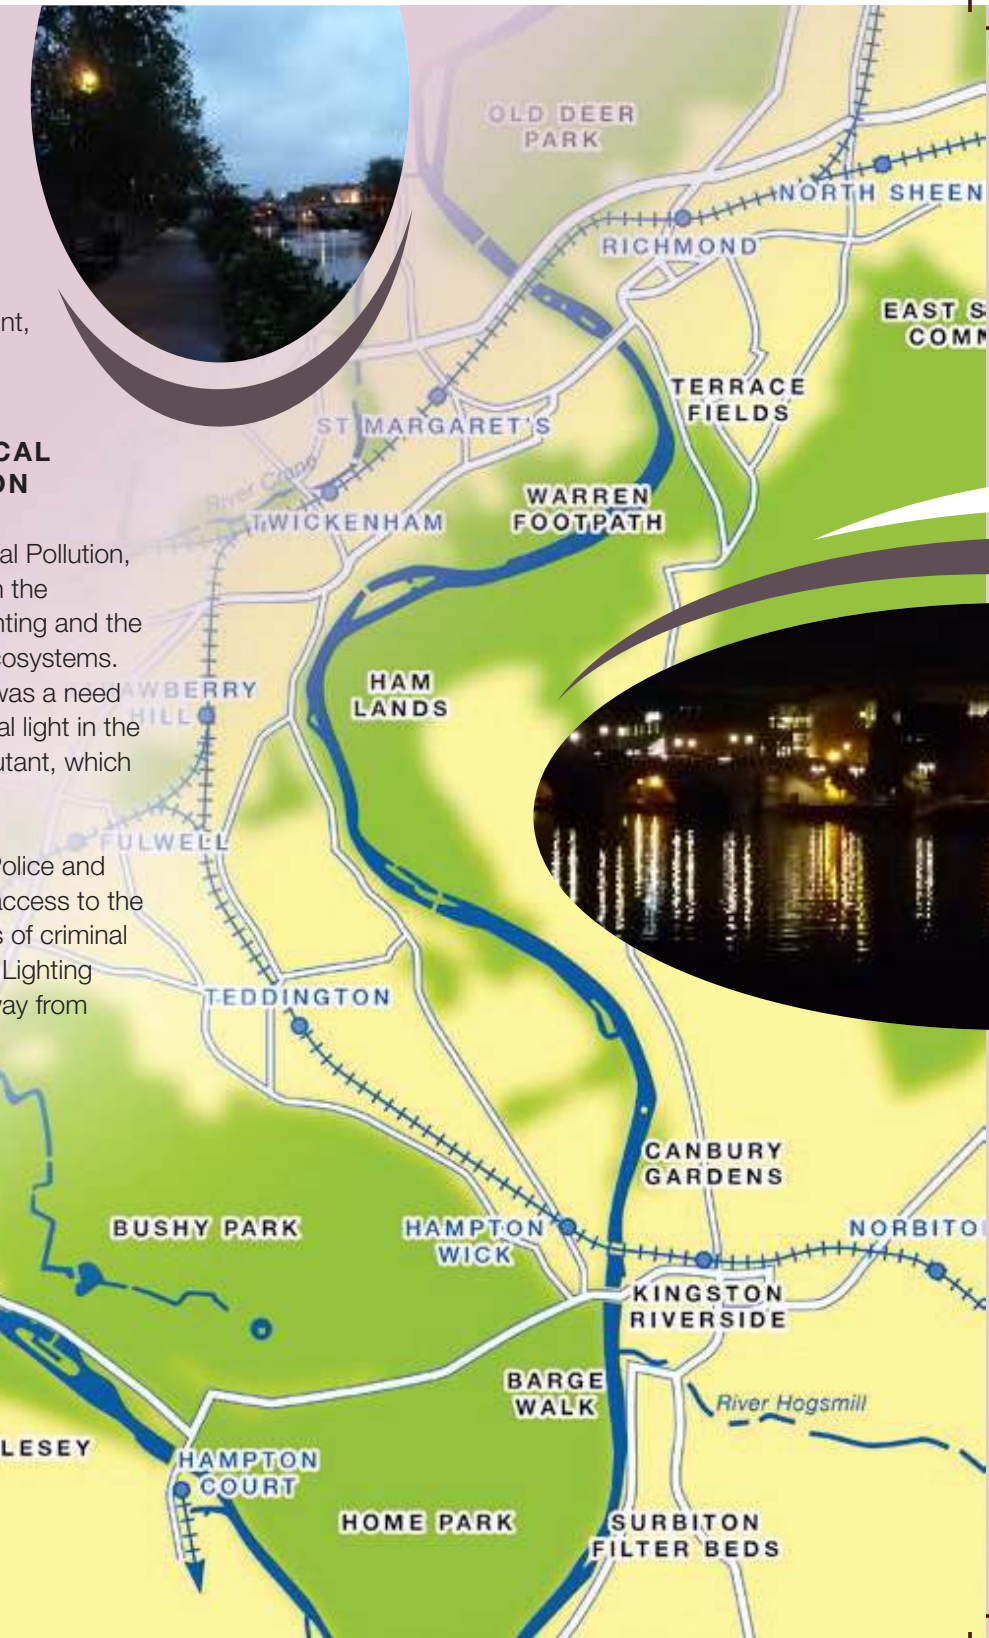 nt,
CAL
ON
al Pollution,
n the
nting and the
cosystems.
was a need
al light in the
utant, which
Police and
access to the
s of criminal
Lighting
way from
OLD DEER
PARK
NORTH SHEEN
RICHMOND
EAST S
COMM
TERRACE
FIELDS
ST MARGARET'S
River Crane
WARREN
FOOTPATH
TWICKENHAM
HAM
LANDS
AWBERRY
HILL
FULWELL
TEDDINGTON
CANBURY
GARDENS
BUSHY PARK
HAMPTON
WICK
NORBITO
KINGSTON
RIVERSIDE
BARGE
WALK
River Hogsmill
LESEY
HAMPTON
COURT
HOME PARK
SURBITON
FILTER BEDS